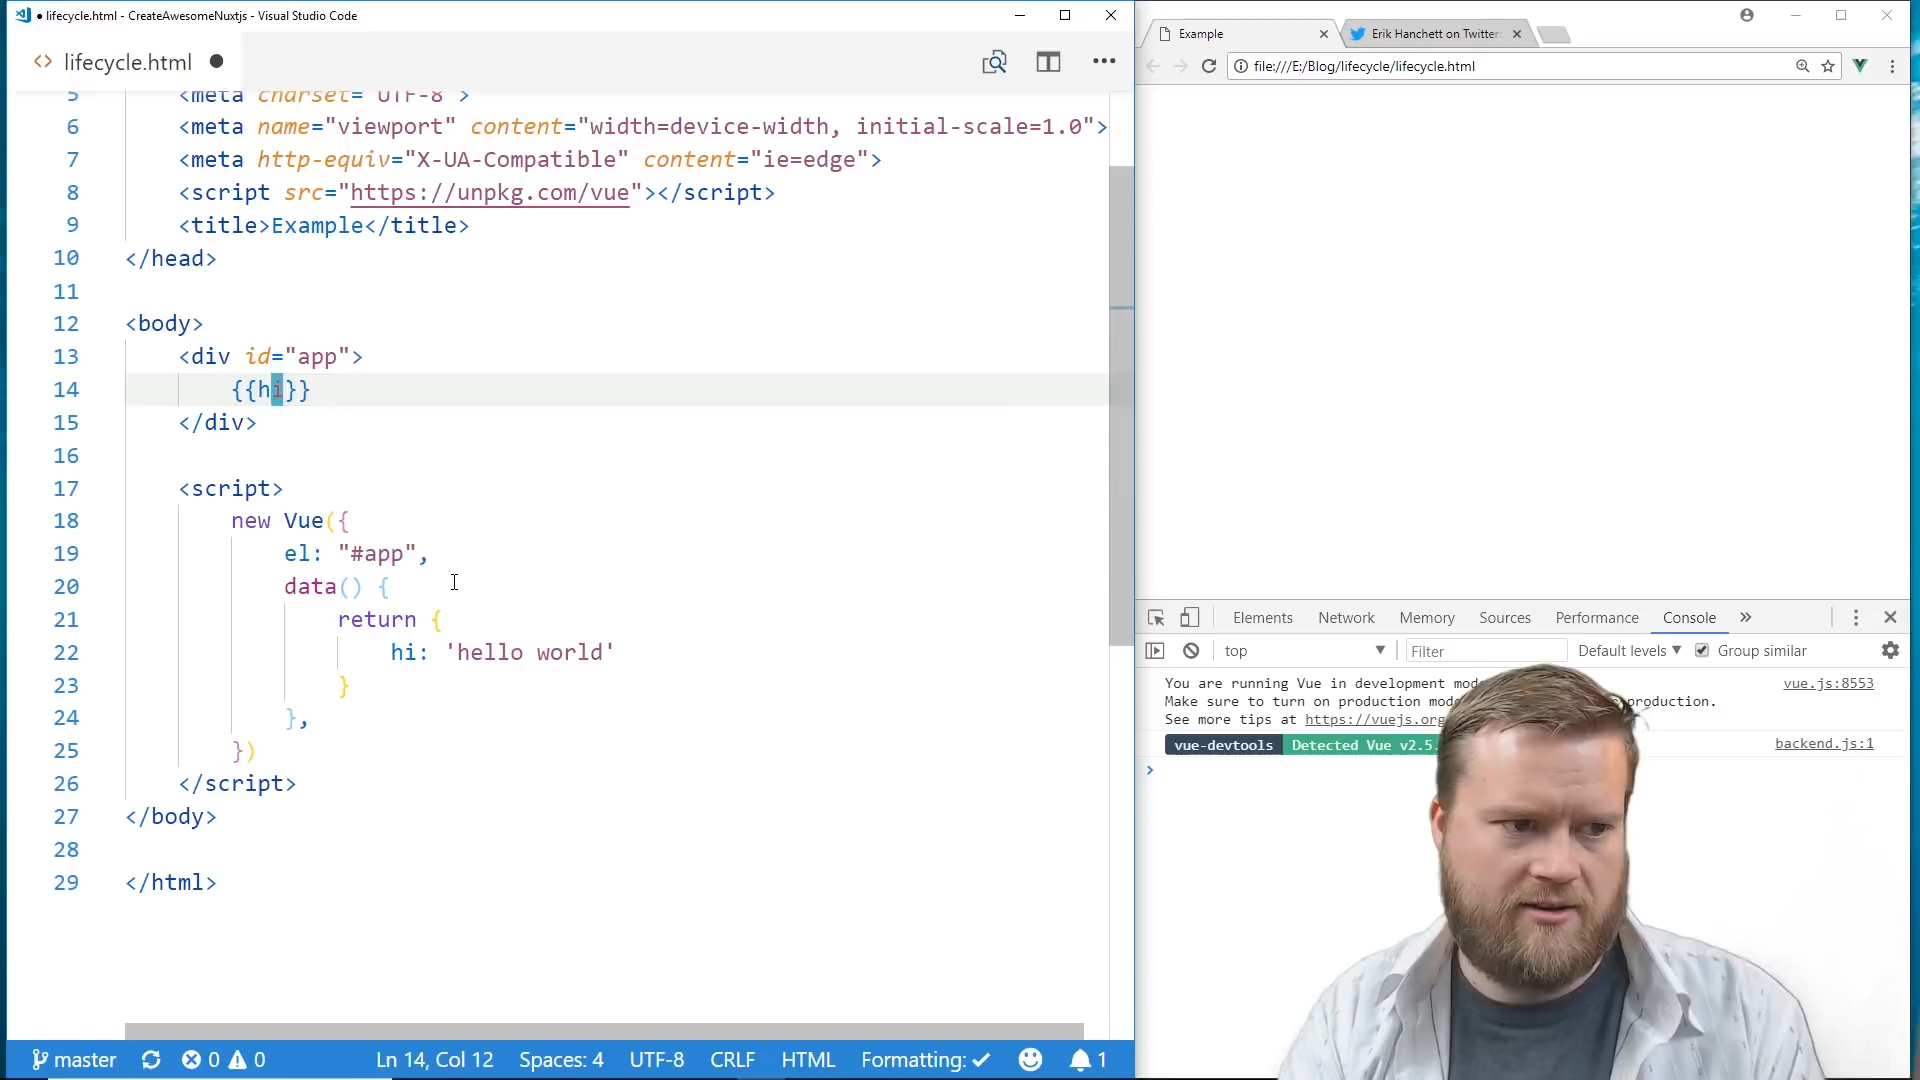 lifecycle.html - CreateAwesomeNuxtjs - Visual Studio Code
lifecycle.html
5 <meta charset="UTF-8">
6 <meta name="viewport" content="width=device-width, initial-scale=1.0">
7 <meta http-equiv="X-UA-Compatible" content="ie=edge">
8 <script src="https://unpkg.com/vue"></script>
9 <title>Example</title>
10 </head>
11
12 <body>
13 <div id="app">
14 {{hi}}
15 </div>
16
17 <script>
18 new Vue({
19 el: "#app",
20 data() {
21 return {
22 hi: 'hello world'
23 }
24 },
25 })
26 </script>
27 </body>
28
29 </html>
master 0 0 Ln 14, Col 12 Spaces: 4 UTF-8 CRLF HTML Formatting: 1
Example
Erik Hanchett on Twitter:
file:///E:/Blog/lifecycle/lifecycle.html
Elements Network Memory Sources Performance Console
top Filter Default levels Group similar
You are running Vue in development vue.js:8553
Make sure to turn on production production.
See more tips at https://vuejs.org
vue-devtools Detected Vue v2.5. backend.js:1